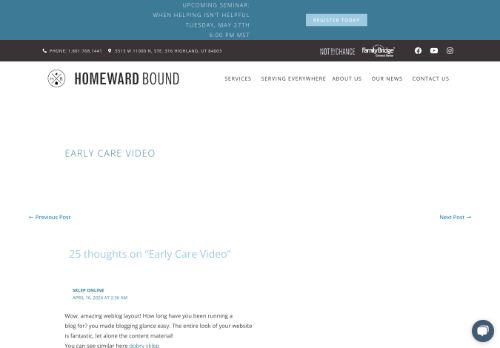 UPCOMING SEMINAR:
WHEN HELPING ISN'T HELPFUL
TUESDAY, MAY 27TH
6:00 PM MST
REGISTER TODAY
PHONE: 1.801.768.1441
5513 W 11000 N, STE. 316 HIGHLAND, UT 84003
NOT BY CHANCE
FamilyBridge
HOMEWARD BOUND
SERVICES SERVING EVERYWHERE ABOUT US OUR NEWS CONTACT US
EARLY CARE VIDEO
← Previous Post
Next Post →
25 thoughts on “Early Care Video”
SKLEP ONLINE
APRIL 16, 2024 AT 2:36 AM
Wow, amazing weblog layout! How long have you been running a
blog for? you made blogging glance easy. The entire look of your website
is fantastic, let alone the content material!
You can see similar here dobry sklep